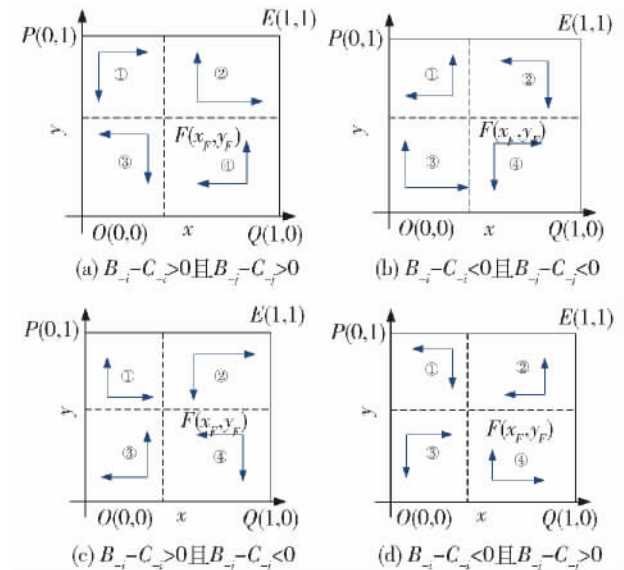 E(1,1)
P(0,1)
① ②
y
F(x_F,y_F)
③ ④
O(0,0) x Q(1,0)
(a) B_{-i}-C_{-i}>0且B_{-j}-C_{-j}>0
E(1,1)
P(0,1)
① ②
y
F(x_F,y_F)
③ ④
O(0,0) x Q(1,0)
(b) B_{-i}-C_{-i}<0且B_{-j}-C_{-j}<0
E(1,1)
P(0,1)
① ②
y
F(x_F,y_F)
③ ④
O(0,0) x Q(1,0)
(c) B_{-i}-C_{-i}>0且B_{-j}-C_{-j}<0
E(1,1)
P(0,1)
① ②
y
F(x_F,y_F)
③ ④
O(0,0) x Q(1,0)
(d) B_{-i}-C_{-i}<0且B_{-j}-C_{-j}>0